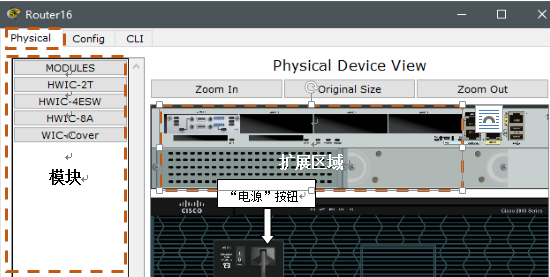 Router16
Physical Config CLI
MODULES
HWIC-2T
HWIC-4ESW
HWIC-8A
WIC-Cover
模块
Physical Device View
Zoom In Original Size Zoom Out
扩展区域
“电源”按钮
CISCO
Cisco 2900 Series